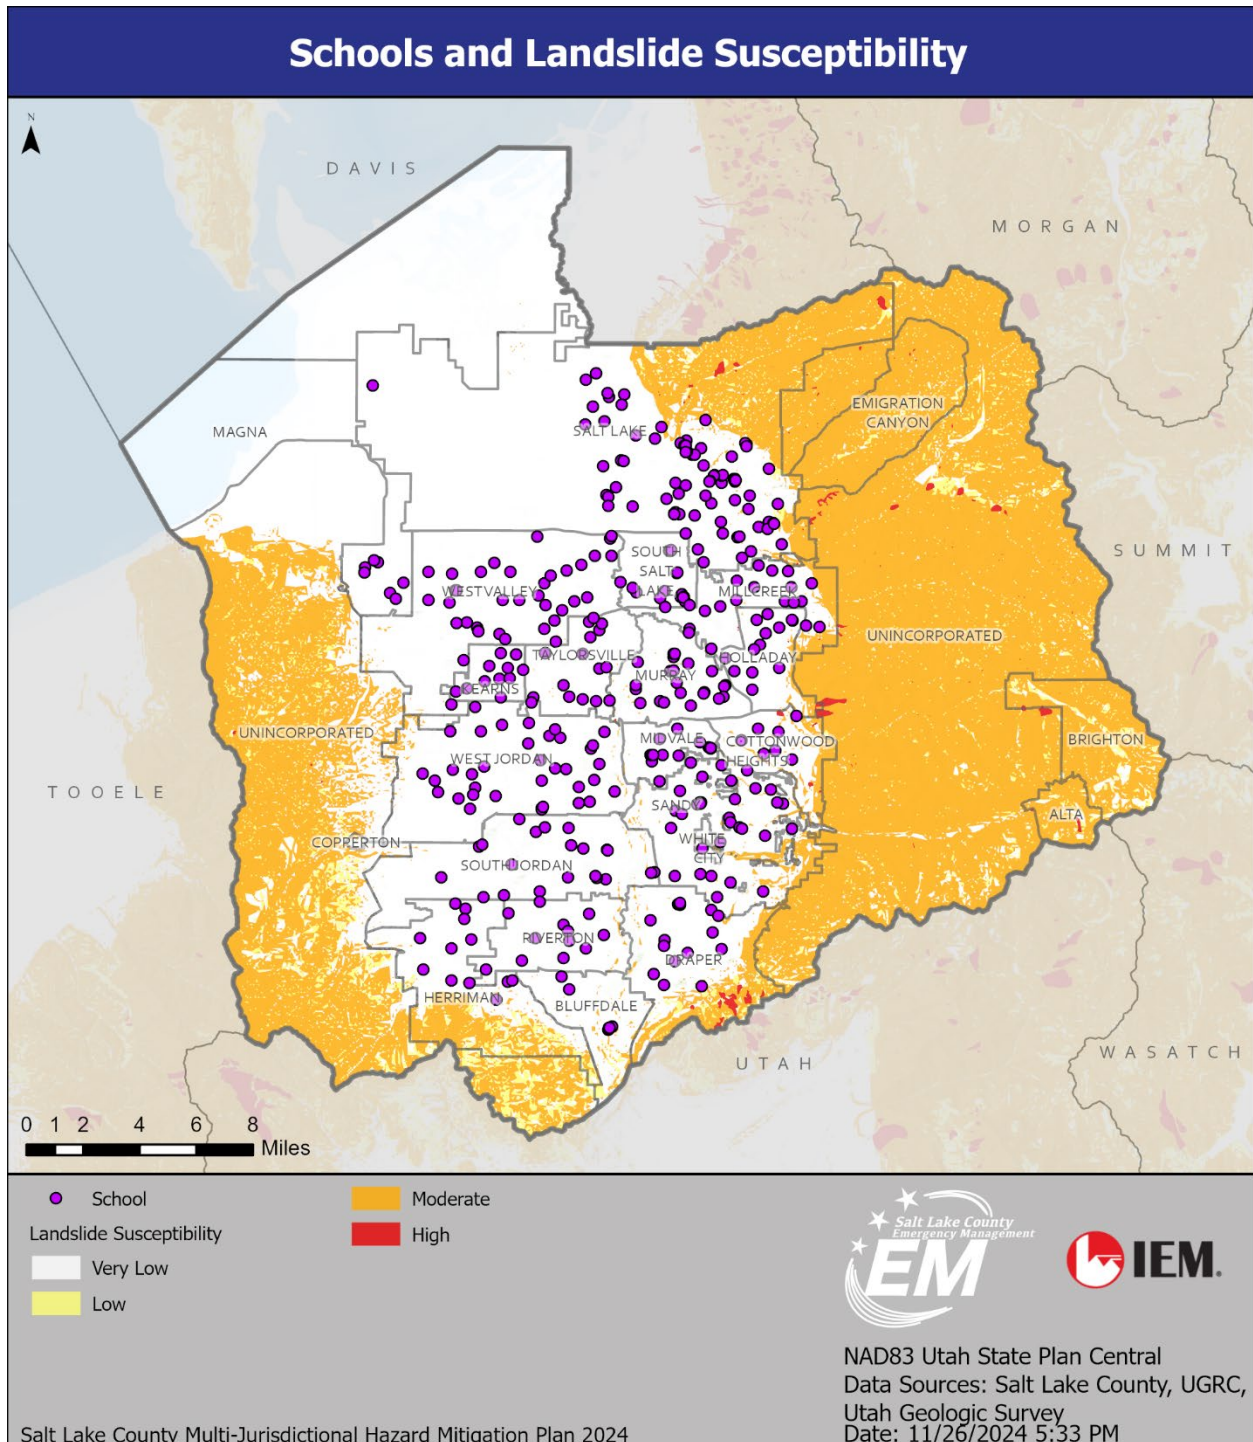 Schools and Landslide Susceptibility
N
DAVIS
MORGAN
EMIGRATION
CANYON
MAGNA
SALT LAKE
SUMMIT
SOUTH
SALT
LAKE
WEST VALLEY
MILLCREEK
UNINCORPORATED
TAYLORSVILLE
HOLLADAY
MURRAY
KEARNS
UNINCORPORATED
MIDVALE
COTTONWOOD
HEIGHTS
BRIGHTON
WEST JORDAN
TOOELE
SANDY
ALTA
COPPERTON
WHITE
CITY
SOUTH JORDAN
RIVERTON
DRAPER
HERRIMAN
BLUFFDALE
UTAH
WASATCH
0 1 2 4 6 8
Miles
School
Landslide Susceptibility
Very Low
Low
Moderate
High
Salt Lake County
Emergency Management
EM
IEM.
NAD83 Utah State Plan Central
Data Sources: Salt Lake County, UGRC,
Utah Geologic Survey
Date: 11/26/2024 5:33 PM
Salt Lake County Multi-Jurisdictional Hazard Mitigation Plan 2024